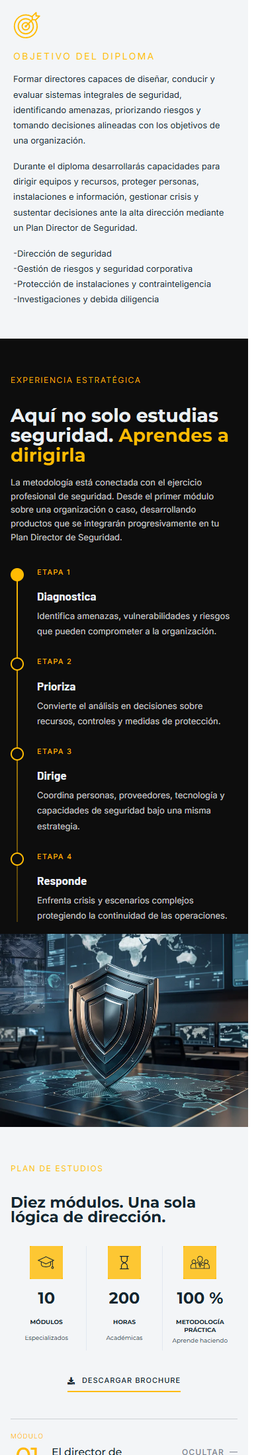 OBJETIVO DEL DIPLOMA
Formar directores capaces de diseñar, conducir y
evaluar sistemas integrales de seguridad,
identificando amenazas, priorizando riesgos y
tomando decisiones alineadas con los objetivos de
una organización.
Durante el diploma desarrollarás capacidades para
dirigir equipos y recursos, proteger personas,
instalaciones e información, gestionar crisis y
sustentar decisiones ante la alta dirección mediante
un Plan Director de Seguridad.
-Dirección de seguridad
-Gestión de riesgos y seguridad corporativa
-Protección de instalaciones y contrainteligencia
-Investigaciones y debida diligencia
EXPERIENCIA ESTRATÉGICA
Aquí no solo estudias
seguridad. Aprendes a
dirigirla
La metodología está conectada con el ejercicio
profesional de seguridad. Desde el primer módulo
sobre una organización o caso, desarrollando
productos que se integrarán progresivamente en tu
Plan Director de Seguridad.
ETAPA 1
Diagnostica
Identifica amenazas, vulnerabilidades y riesgos
que pueden comprometer a la organización.
ETAPA 2
Prioriza
Convierte el análisis en decisiones sobre
recursos, controles y medidas de protección.
ETAPA 3
Dirige
Coordina personas, proveedores, tecnología y
capacidades de seguridad bajo una misma
estrategia.
ETAPA 4
Responde
Enfrenta crisis y escenarios complejos
protegiendo la continuidad de las operaciones.
PLAN DE ESTUDIOS
Diez módulos. Una sola
lógica de dirección.
10
MÓDULOS
Especializados
200
HORAS
Académicas
100 %
METODOLOGÍA
PRÁCTICA
Aprende haciendo
DESCARGAR BROCHURE
MÓDULO
01
El director de
OCULTAR —